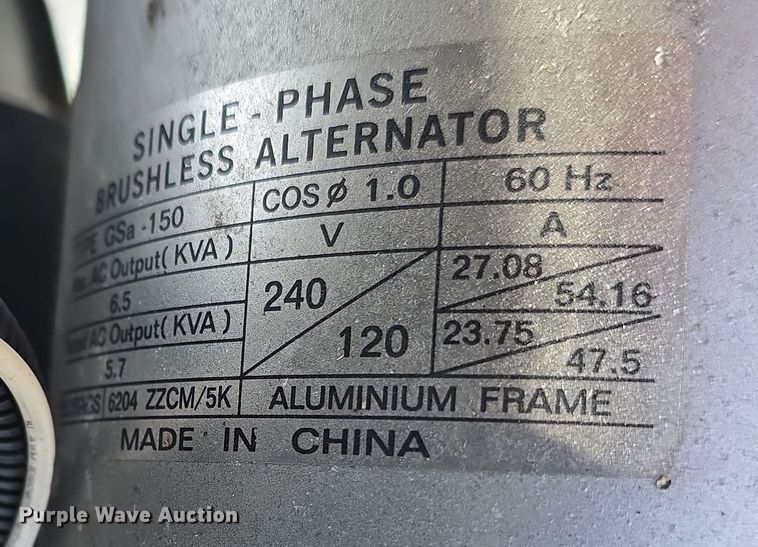 SINGLE - PHASE
BRUSHLESS ALTERNATOR
TYPE GSa -150 COS ø 1.0 60 Hz
AC Output( KVA ) V A
6.5 240 27.08 54.16
AC Output( KVA ) 120 23.75 47.5
5.7
6204 ZZCM/5K ALUMINIUM FRAME
MADE IN CHINA
Purple Wave Auction